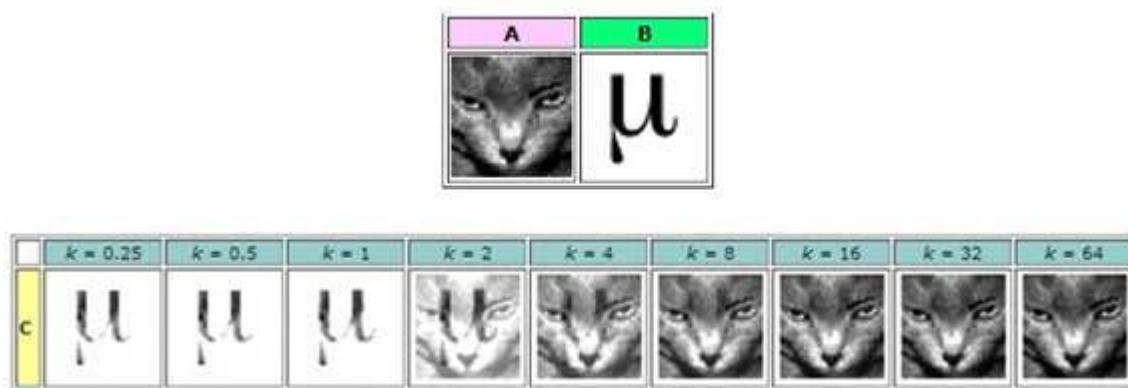 A B
μ
k = 0.25 k = 0.5 k = 1 k = 2 k = 4 k = 8 k = 16 k = 32 k = 64
C μ μ μ μ